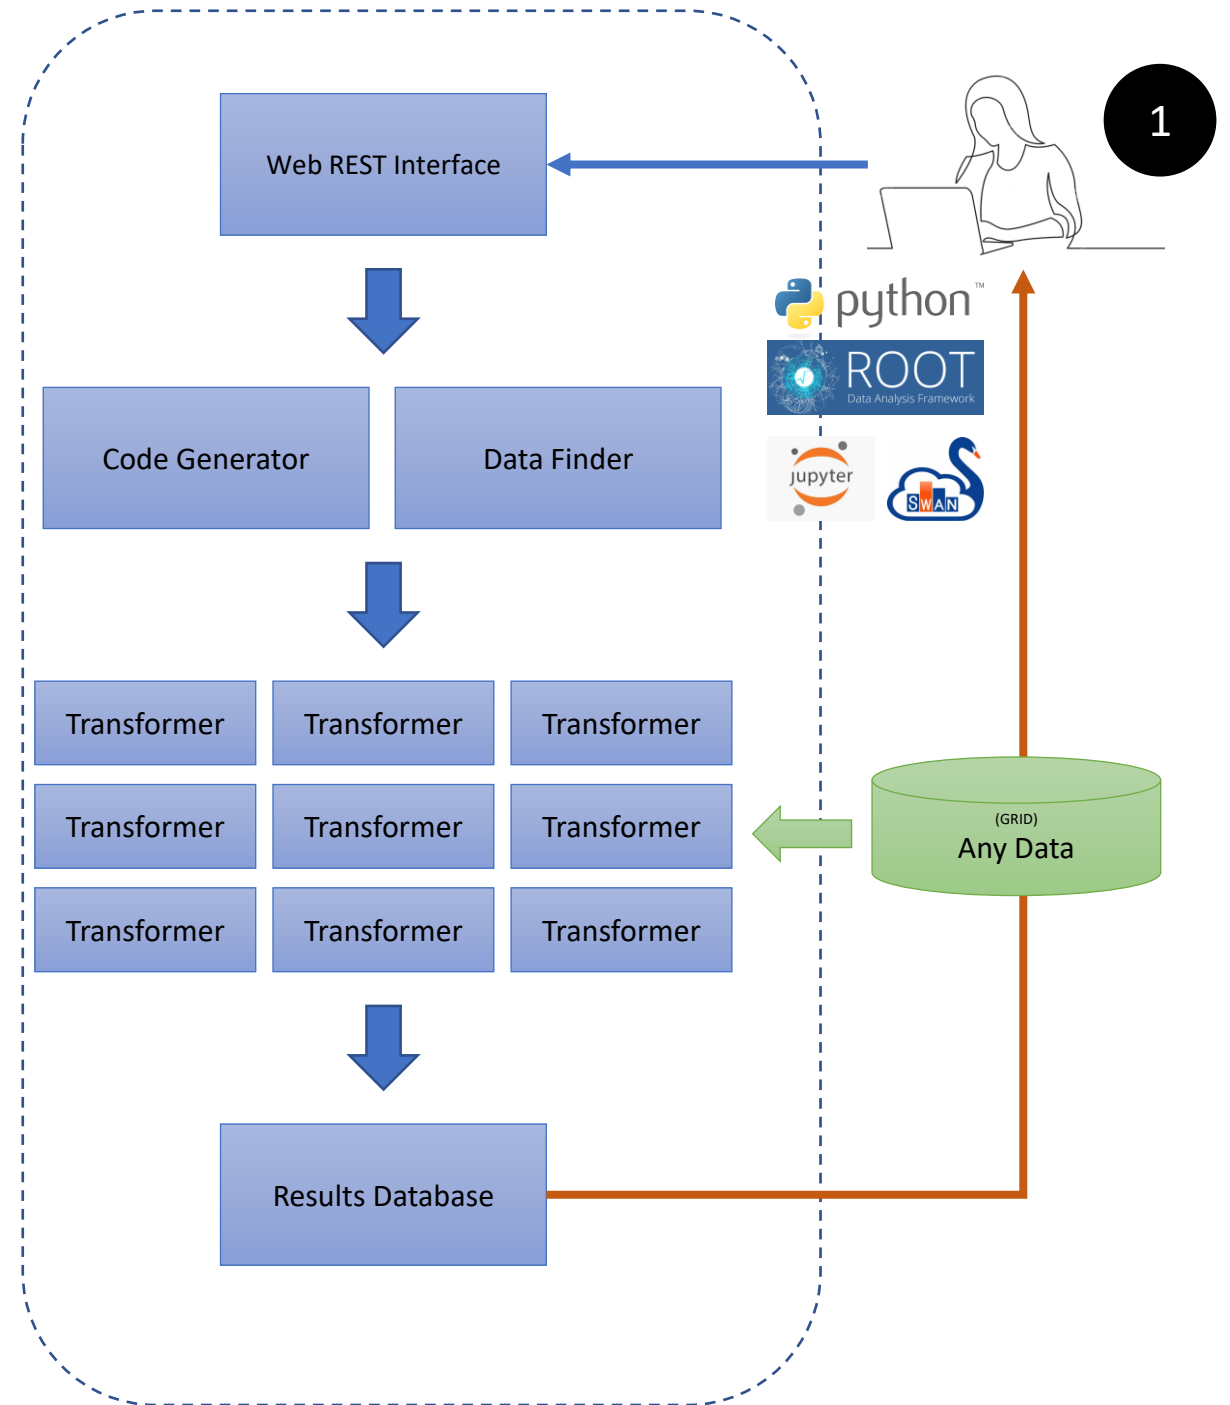 Web REST Interface
1
python™
ROOT
Data Analysis Framework
Code Generator
Data Finder
jupyter
SWAN
Transformer
Transformer
Transformer
Transformer
Transformer
Transformer
(GRID)
Any Data
Transformer
Transformer
Transformer
Results Database